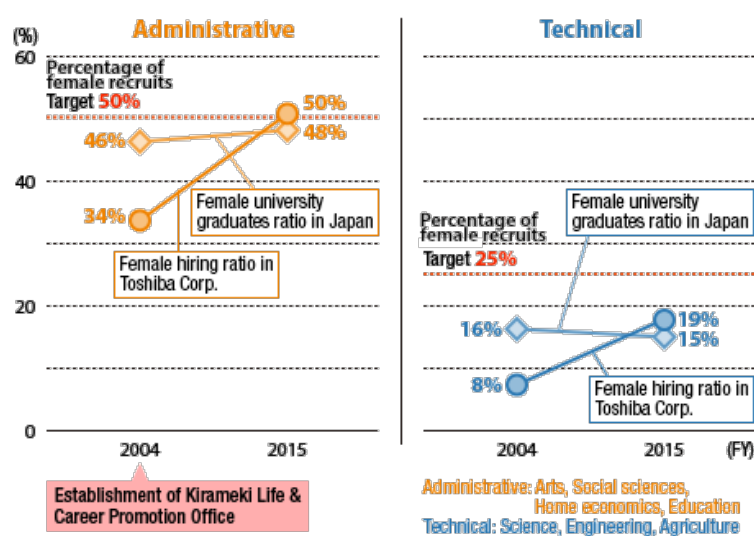 Administrative
Technical
(%)
60
Percentage of
female recruits
Target 50%
50%
46%
48%
40
Female university
graduates ratio in Japan
34%
Female hiring ratio in
Toshiba Corp.
Female university
graduates ratio in Japan
Percentage of
female recruits
Target 25%
20
16%
19%
15%
8%
Female hiring ratio in
Toshiba Corp.
0
2004
2015
2004
2015
(FY)
Establishment of Kirameki Life &
Career Promotion Office
Administrative: Arts, Social sciences,
Home economics, Education
Technical: Science, Engineering, Agriculture